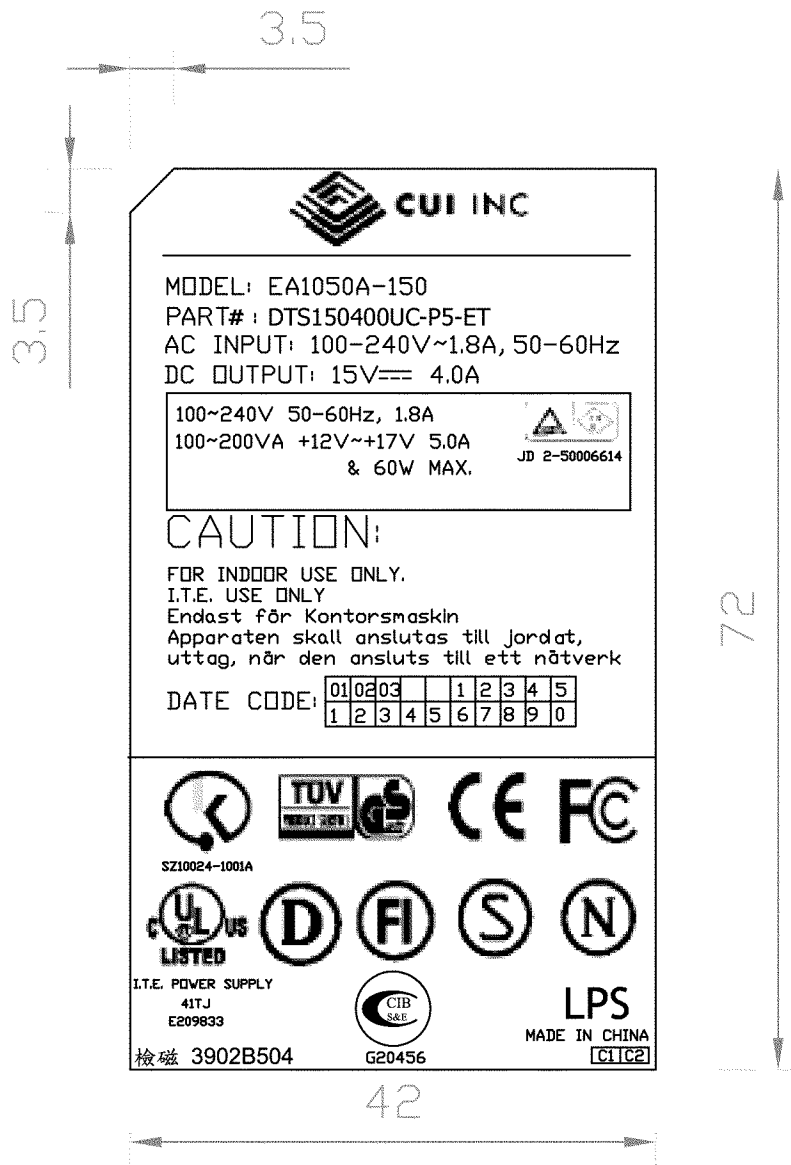 3.5
CUI INC
3.5
MODEL: EA1050A-150
PART# : DTS150400UC-P5-ET
AC INPUT: 100-240V~1.8A, 50-60Hz
DC OUTPUT: 15V⎓ 4.0A
100~240V 50-60Hz, 1.8A
100~200VA +12V~+17V 5.0A
& 60W MAX.
JD 2-50006614
CAUTION:
FOR INDOOR USE ONLY.
I.T.E. USE ONLY
Endast för Kontorsmaskin
Apparaten skall anslutas till jordat,
uttag, när den ansluts till ett nätverk
72
DATE CODE:
01 02 03 1 2 3 4 5
1 2 3 4 5 6 7 8 9 0
TUV
GS
CE
FC
SZ10024-1001A
C UL US
LISTED
D
FI
S
N
I.T.E. POWER SUPPLY
41TJ
E209833
CIB
S&E
G20456
LPS
MADE IN CHINA
C1 C2
檢磁 3902B504
42